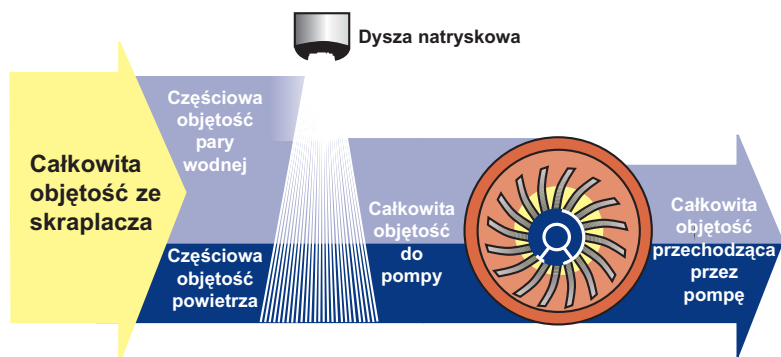 Dysza natryskowa
Całkowita
objętość ze
skraplacza
Częściowa
objętość
pary
wodnej
Częściowa
objętość
powietrza
Całkowita
objętość
do
pompy
Całkowita
objętość
przechodząca
przez
pompę